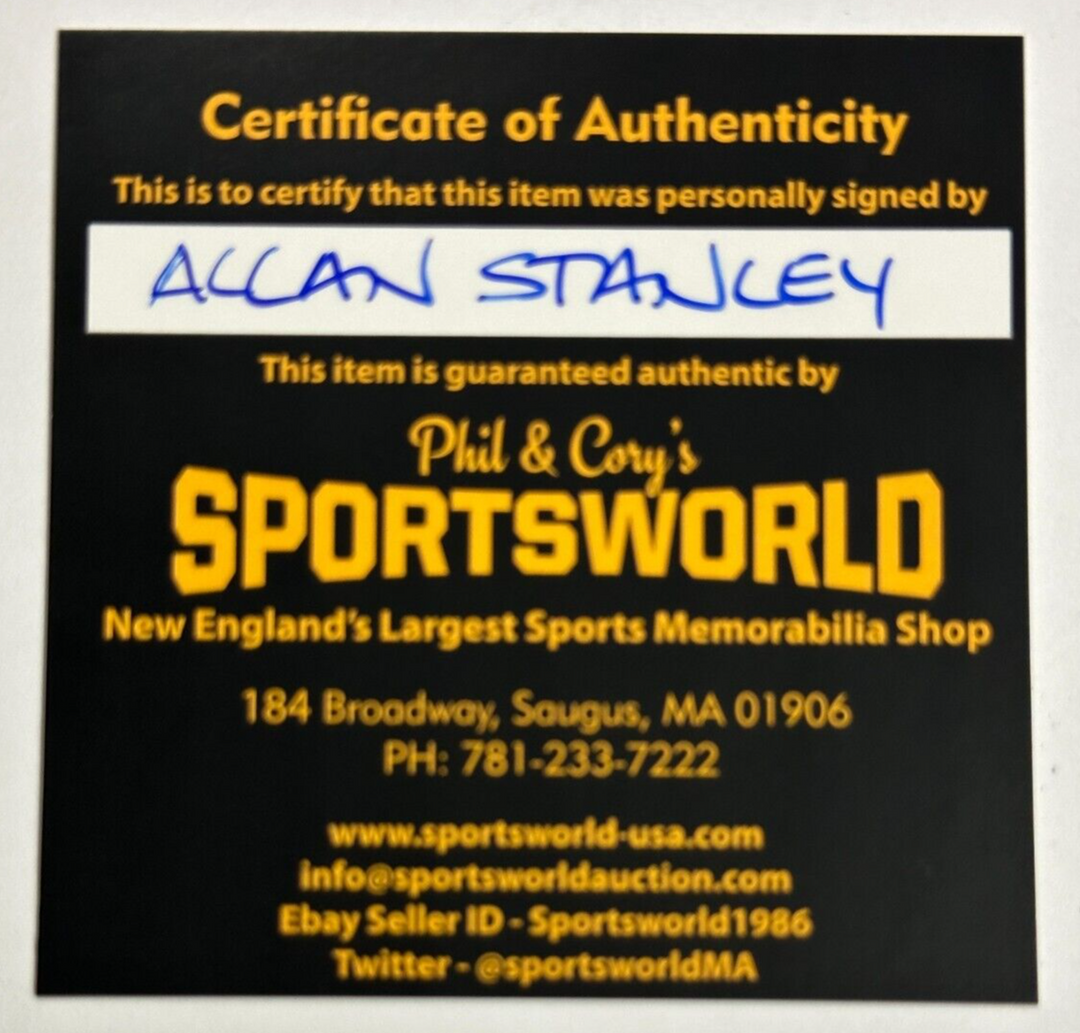 Certificate of Authenticity
This is to certify that this item was personally signed by
ALLAN STANLEY
This item is guaranteed authentic by
Phil & Cory's
SPORTSWORLD
New England's Largest Sports Memorabilia Shop
184 Broadway, Saugus, MA 01906
PH: 781-233-7222
www.sportsworld-usa.com
info@sportsworldauction.com
Ebay Seller ID - Sportsworld1986
Twitter - @sportsworldMA